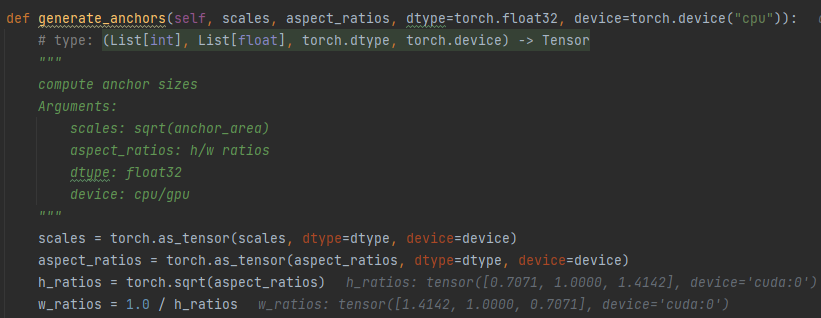 def generate_anchors(self, scales, aspect_ratios, dtype=torch.float32, device=torch.device("cpu")):
# type: (List[int], List[float], torch.dtype, torch.device) -> Tensor
"""
compute anchor sizes
Arguments:
scales: sqrt(anchor_area)
aspect_ratios: h/w ratios
dtype: float32
device: cpu/gpu
"""
scales = torch.as_tensor(scales, dtype=dtype, device=device)
aspect_ratios = torch.as_tensor(aspect_ratios, dtype=dtype, device=device)
h_ratios = torch.sqrt(aspect_ratios) h_ratios: tensor([0.7071, 1.0000, 1.4142], device='cuda:0')
w_ratios = 1.0 / h_ratios w_ratios: tensor([1.4142, 1.0000, 0.7071], device='cuda:0')